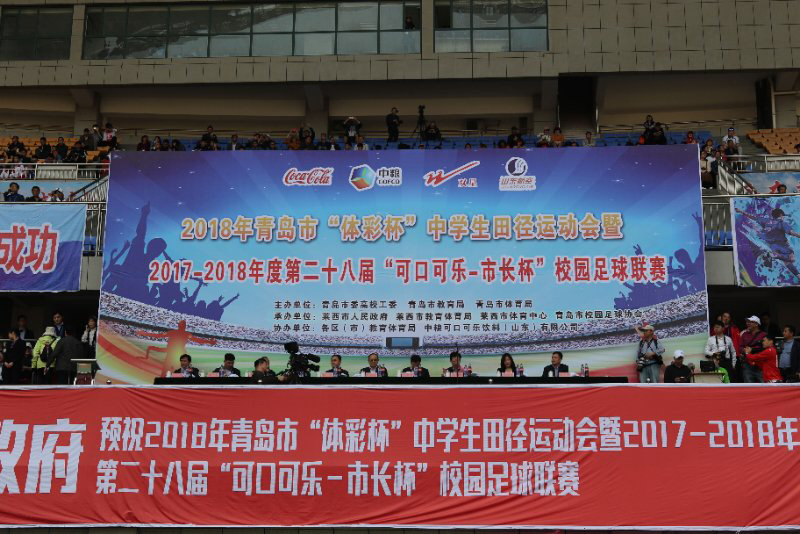 Coca-Cola 中粮 COFCO 双星
2018年青岛市“体彩杯”中学生田径运动会暨
2017-2018年度第二十八届“可口可乐-市长杯”校园足球联赛
主办单位：青岛市委高校工委 青岛市教育局 青岛市体育局
承办单位：莱西市人民政府 莱西市教育体育局 莱西市体育中心 青岛市校园足球协会
协办单位：各区（市）教育体育局 中粮可口可乐饮料（山东）有限公司
成功
政府
预祝2018年青岛市“体彩杯”中学生田径运动会暨2017-2018年
第二十八届“可口可乐-市长杯”校园足球联赛